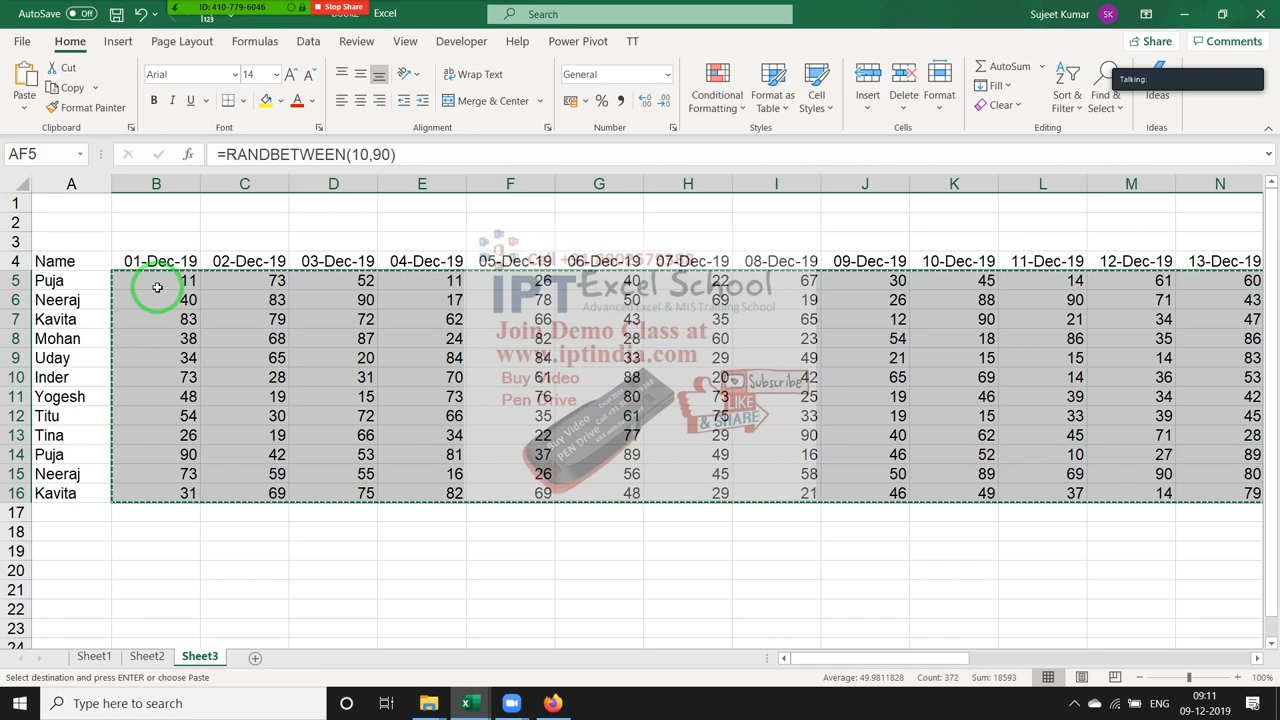 AutoSave Off ID: 410-779-6046 Stop Share Excel Search Sujeet Kumar SK
File Home Insert Page Layout Formulas Data Review View Developer Help Power Pivot TT Share Comments
Paste Cut Copy Format Painter Clipboard
Arial 14 B I U Font
Wrap Text Merge & Center Alignment
General Number
Conditional Formatting Format as Table Cell Styles Styles
Insert Delete Format Cells
AutoSum Fill Clear Sort & Filter Find & Select Editing
Ideas Ideas
Talking:
AF5 =RANDBETWEEN(10,90)
A B C D E F G H I J K L M N
1
2
3
4 Name 01-Dec-19 02-Dec-19 03-Dec-19 04-Dec-19 05-Dec-19 06-Dec-19 07-Dec-19 08-Dec-19 09-Dec-19 10-Dec-19 11-Dec-19 12-Dec-19 13-Dec-19
5 Puja 11 73 52 11 26 40 22 67 30 45 14 61 60
6 Neeraj 40 83 90 17 78 50 69 19 26 88 90 71 43
7 Kavita 83 79 72 62 66 43 35 65 12 90 21 34 47
8 Mohan 38 68 87 24 82 28 60 23 54 18 86 35 86
9 Uday 34 65 20 84 84 33 29 49 21 15 14 14 83
10 Inder 73 28 31 70 61 88 20 42 65 69 14 36 53
11 Yogesh 48 19 15 73 76 80 73 25 19 46 39 34 42
12 Titu 54 30 72 66 35 61 75 33 19 15 33 39 45
13 Tina 26 19 66 34 22 77 29 90 40 62 45 71 28
14 Puja 90 42 53 81 37 89 49 16 46 52 10 27 89
15 Neeraj 73 59 55 16 26 56 45 58 50 89 69 90 80
16 Kavita 31 69 75 82 69 48 29 21 46 49 37 14 79
17
18
19
20
21
22
23
24
IPT Excel School
Advanced Excel & MIS Training School
Join Demo Class at
www.iptindia.com
Buy Video
Pen Drive
Subscribe
LIKE
& SHARE
Buy Video
PEN Drive
Sheet1 Sheet2 Sheet3
Select destination and press ENTER or choose Paste Average: 49.9811828 Count: 372 Sum: 18593 100%
Type here to search 09:11
09-12-2019